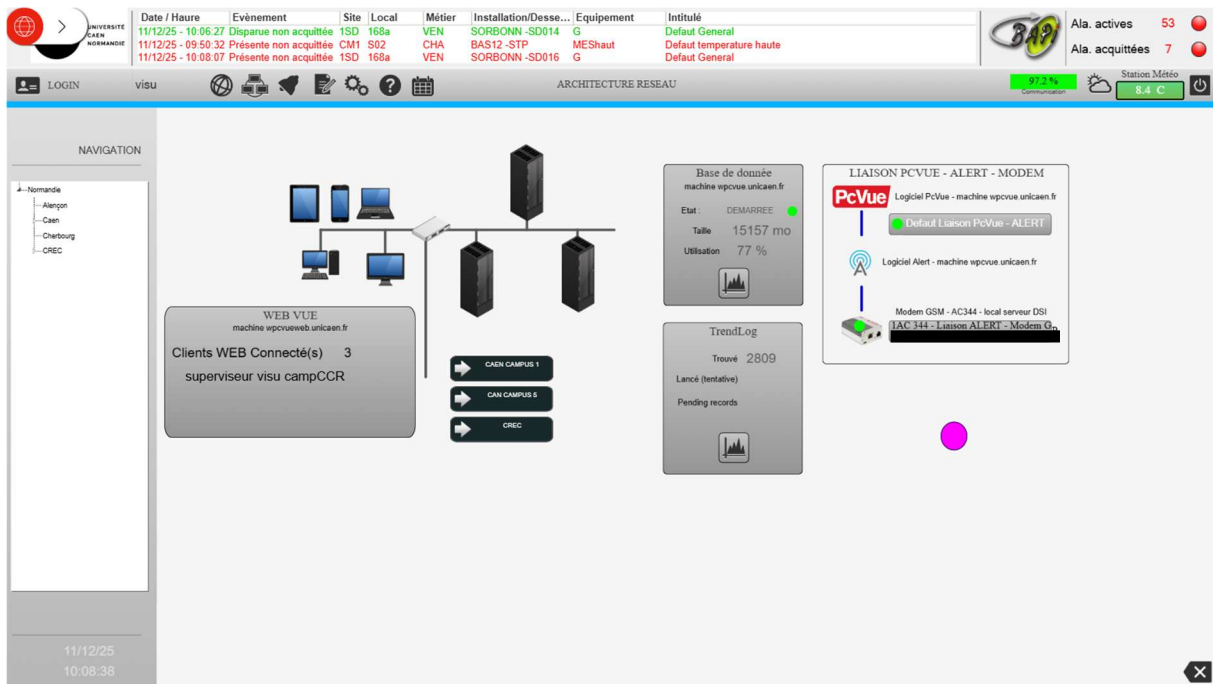 UNIVERSITÉ
CAEN
NORMANDIE
Date / Haure Evènement Site Local Métier Installation/Desse... Equipement Intitulé
11/12/25 - 10:06:27 Disparue non acquittée 1SD 168a VEN SORBONN -SD014 G Defaut General
11/12/25 - 09:50:32 Présente non acquittée CM1 S02 CHA BAS12 -STP MEShaut Defaut temperature haute
11/12/25 - 10:08:07 Présente non acquittée 1SD 168a VEN SORBONN -SD016 G Defaut General
BAPI
Ala. actives 53
Ala. acquittées 7
LOGIN visu ARCHITECTURE RESEAU
97.2 %
Communication
Station Météo
8.4 C
NAVIGATION
Normandie
Alençon
Caen
Cherbourg
CREC
WEB VUE
machine wpcvueweb.unicaen.fr
Clients WEB Connecté(s) 3
superviseur visu campCCR
CAEN CAMPUS 1
CAN CAMPUS 5
CREC
Base de donnée
machine wpcvue.unicaen.fr
Etat : DEMARREE
Taille 15157 mo
Utilisation 77 %
TrendLog
Trouvé 2809
Lancé (tentative)
Pending records
LIAISON PCVUE - ALERT - MODEM
PcVue Logiciel PcVue - machine wpcvue.unicaen.fr
Defaut Liaison PcVue - ALERT
Logiciel Alert - machine wpcvue.unicaen.fr
Modem GSM - AC344 - local serveur DSI
1AC 344 - Liaison ALERT - Modem G
11/12/25
10:08:38